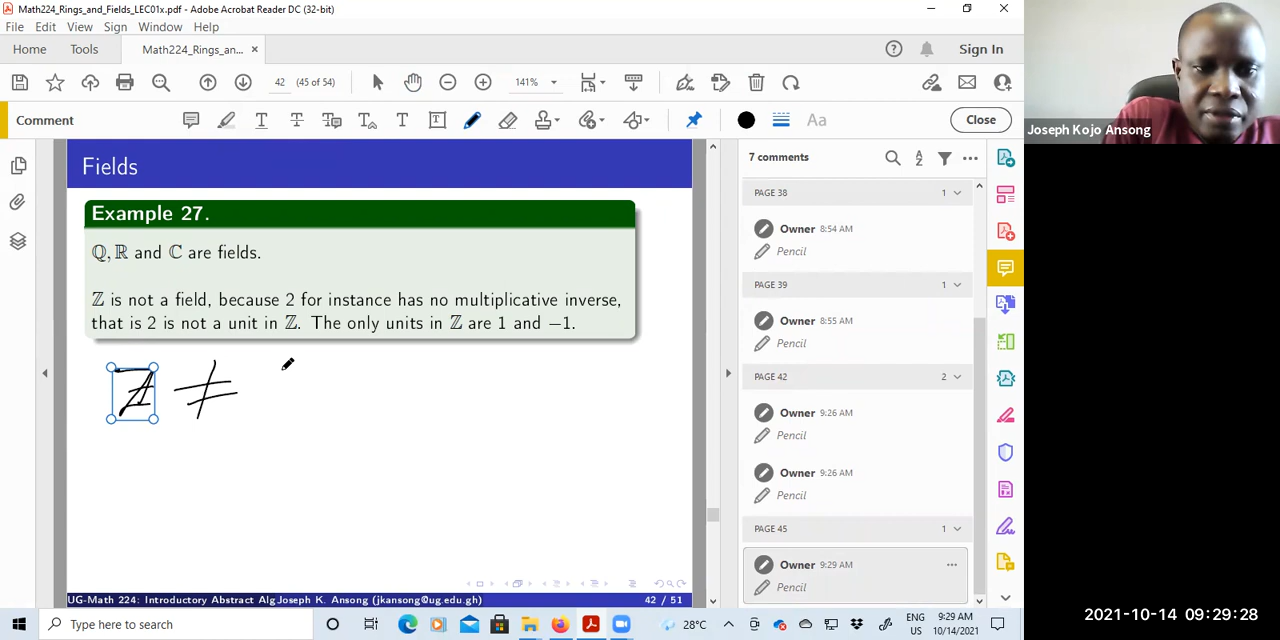 Math224_Rings_and_Fields_LEC01x.pdf - Adobe Acrobat Reader DC (32-bit)
File Edit View Sign Window Help
Home Tools Math224_Rings_an... × Sign In
42 (45 of 54) 141%
Comment Aa Close
Joseph Kojo Ansong
Fields
Example 27.
ℚ, ℝ and ℂ are fields.
ℤ is not a field, because 2 for instance has no multiplicative inverse,
that is 2 is not a unit in ℤ. The only units in ℤ are 1 and −1.
ℤ ≠
UG-Math 224: Introductory Abstract AlgJoseph K. Ansong (jkansong@ug.edu.gh) 42 / 51
7 comments
PAGE 38 1
Owner 8:54 AM
Pencil
PAGE 39 1
Owner 8:55 AM
Pencil
PAGE 42 2
Owner 9:26 AM
Pencil
Owner 9:26 AM
Pencil
PAGE 45 1
Owner 9:29 AM
Pencil
Type here to search
28°C
ENG
US
9:29 AM
10/14/2021
2021-10-14 09:29:28